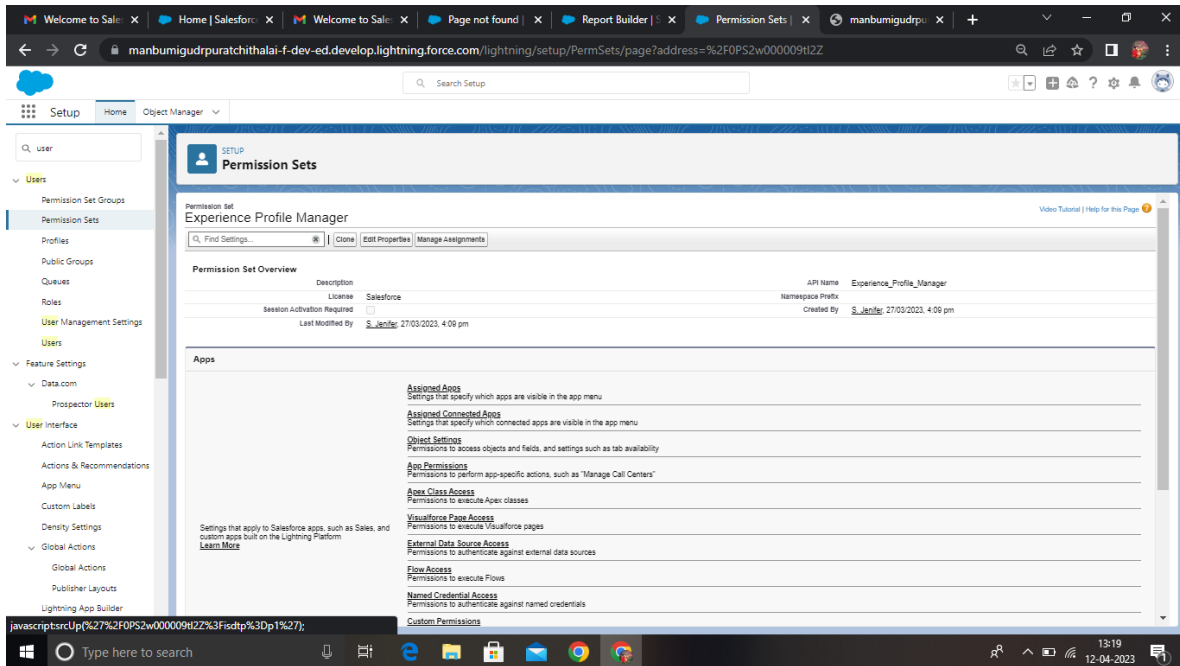 Welcome to Sale
Home | Salesforc
Welcome to Sale
Page not found |
Report Builder | S
Permission Sets |
manbumigudrpu
manbumigudrpuratchithalai-f-dev-ed.develop.lightning.force.com/lightning/setup/PermSets/page?address=%2F0PS2w000009tl2Z
Search Setup
Setup
Home
Object Manager
user
Users
Permission Set Groups
Permission Sets
Profiles
Public Groups
Queues
Roles
User Management Settings
Users
Feature Settings
Data.com
Prospector Users
User Interface
Action Link Templates
Actions & Recommendations
App Menu
Custom Labels
Density Settings
Global Actions
Global Actions
Publisher Layouts
Lightning App Builder
SETUP
Permission Sets
Permission Set
Experience Profile Manager
Video Tutorial | Help for this Page
Find Settings...
Clone
Edit Properties
Manage Assignments
Permission Set Overview
Description
API Name Experience_Profile_Manager
License Salesforce
Namespace Prefix
Session Activation Required
Created By S. Jenifer, 27/03/2023, 4:09 pm
Last Modified By S. Jenifer, 27/03/2023, 4:09 pm
Apps
Settings that apply to Salesforce apps, such as Sales, and
custom apps built on the Lightning Platform
Learn More
Assigned Apps
Settings that specify which apps are visible in the app menu
Assigned Connected Apps
Settings that specify which connected apps are visible in the app menu
Object Settings
Permissions to access objects and fields, and settings such as tab availability
App Permissions
Permissions to perform app-specific actions, such as "Manage Call Centers"
Apex Class Access
Permissions to execute Apex classes
Visualforce Page Access
Permissions to execute Visualforce pages
External Data Source Access
Permissions to authenticate against external data sources
Flow Access
Permissions to execute Flows
Named Credential Access
Permissions to authenticate against named credentials
Custom Permissions
javascript:srcUp(%27%2F0PS2w000009tl2Z%3Fisdtp%3Dp1%27);
Type here to search
13:19
12-04-2023